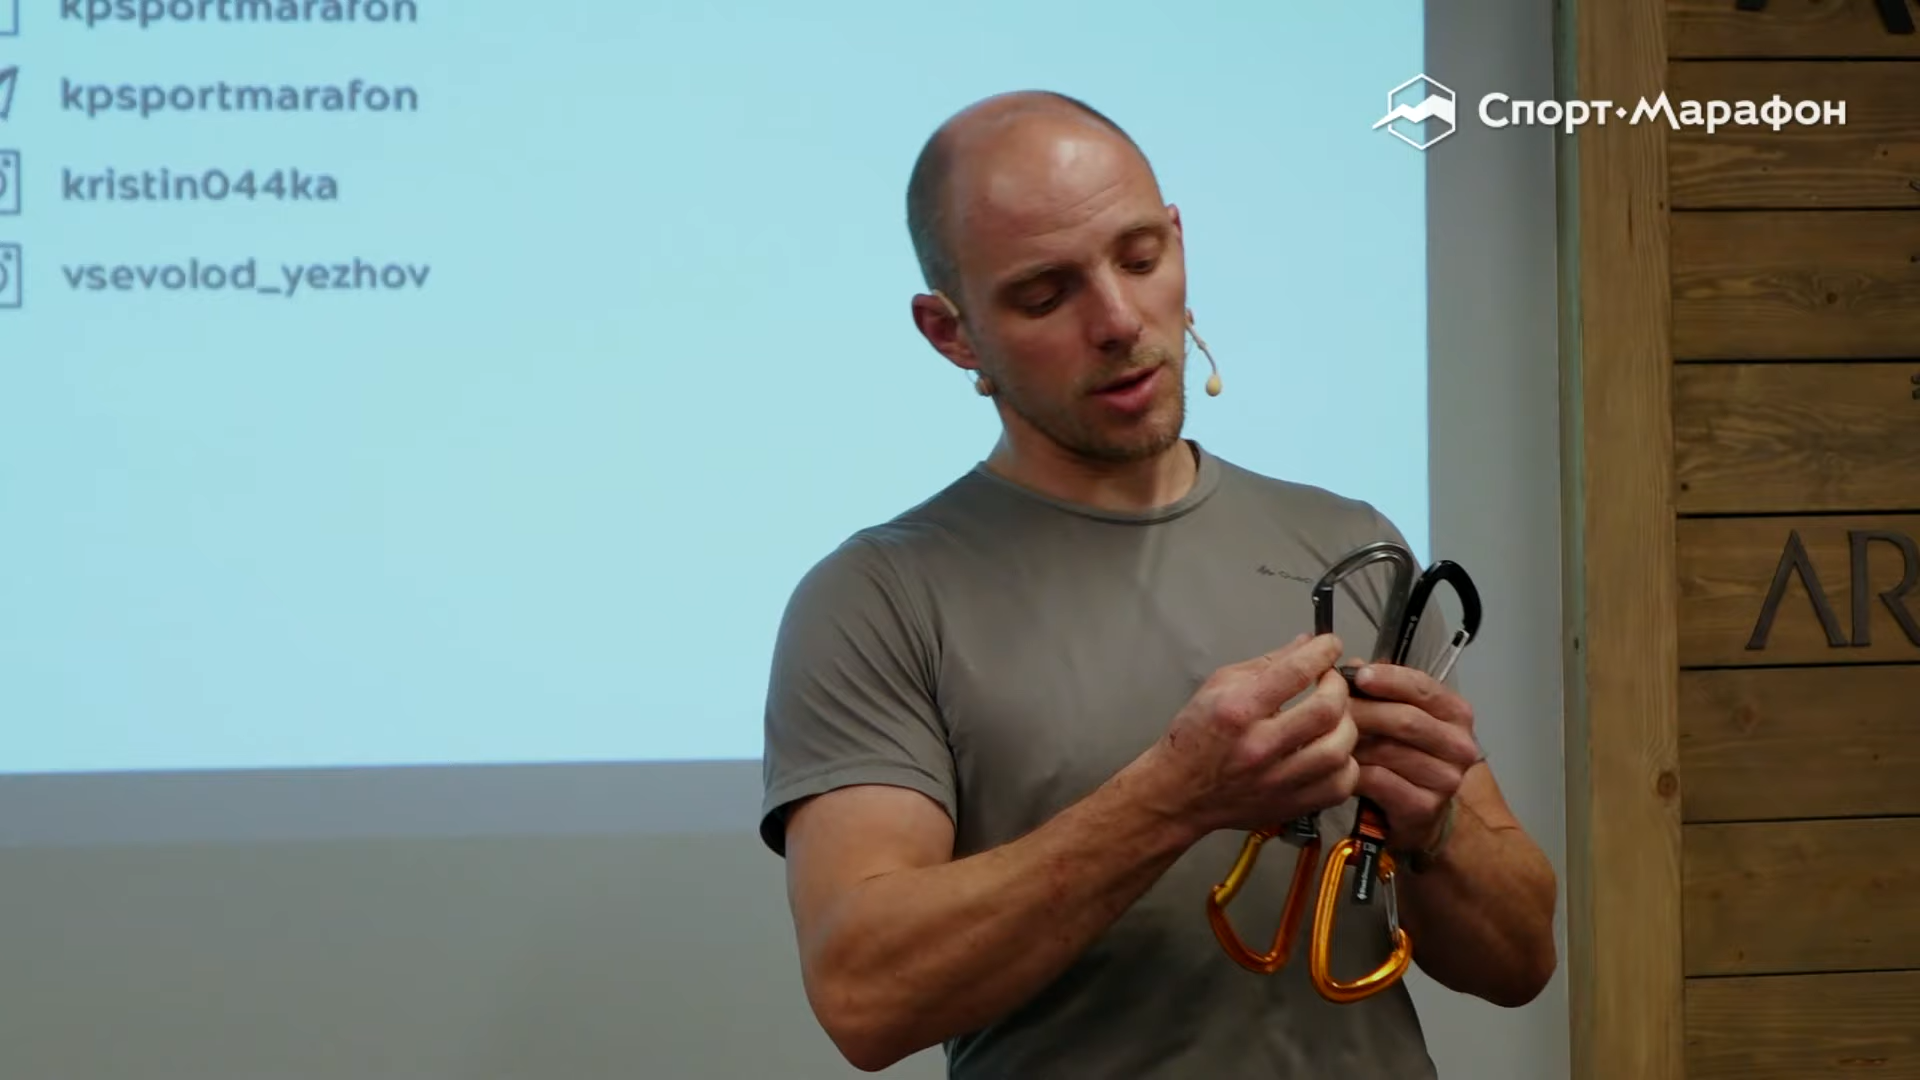 kpsportmarafon
kpsportmarafon
kristin044ka
vsevolod_yezhov
Спорт•Марафон
AR